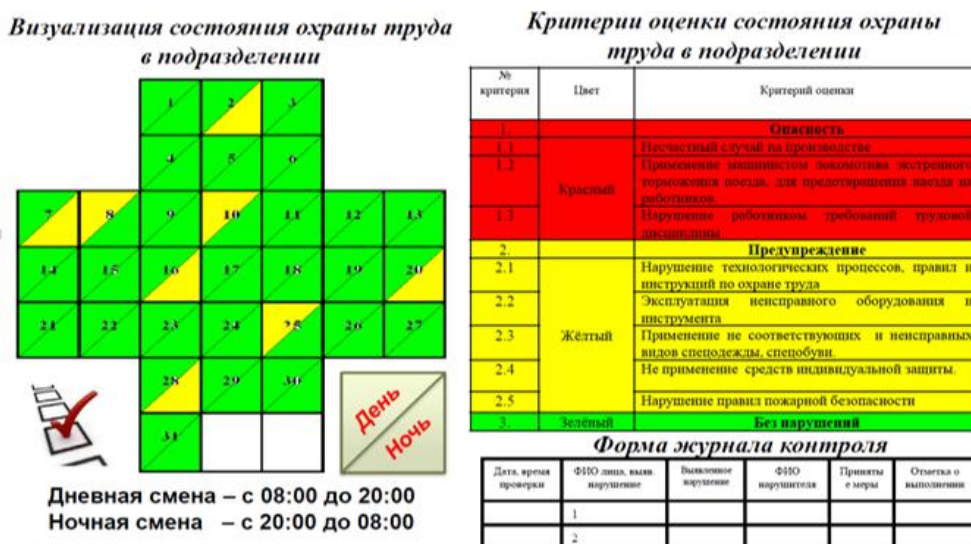 Визуализация состояния охраны труда
в подразделении
1 2 3
4 5 6
7 8 9 10 11 12 13
14 15 16 17 18 19 20
21 22 23 24 25 26 27
28 29 30
31
День
Ночь
Дневная смена – с 08:00 до 20:00
Ночная смена – с 20:00 до 08:00
Критерии оценки состояния охраны
труда в подразделении
№
критерия
Цвет
Критерий оценки
1. Опасность
1.1 Несчастный случай на производстве
1.2 Применение машинистом локомотива экстренного
торможения поезда, для предотвращения наезда на
работников.
Красный
1.3 Нарушение работником требований трудовой
дисциплины
2. Предупреждение
2.1 Нарушение технологических процессов, правил и
инструкций по охране труда
2.2 Эксплуатация неисправного оборудования и
инструмента
2.3 Жёлтый Применение не соответствующих и неисправных
видов спецодежды, спецобуви.
2.4 Не применение средств индивидуальной защиты.
2.5 Нарушение правил пожарной безопасности
3. Зелёный Без нарушений
Форма журнала контроля
Дата, время
проверки
ФИО лица, выяв.
нарушение
Выявленное
нарушение
ФИО
нарушителя
Приняты
е меры
Отметка о
выполнении
1
2